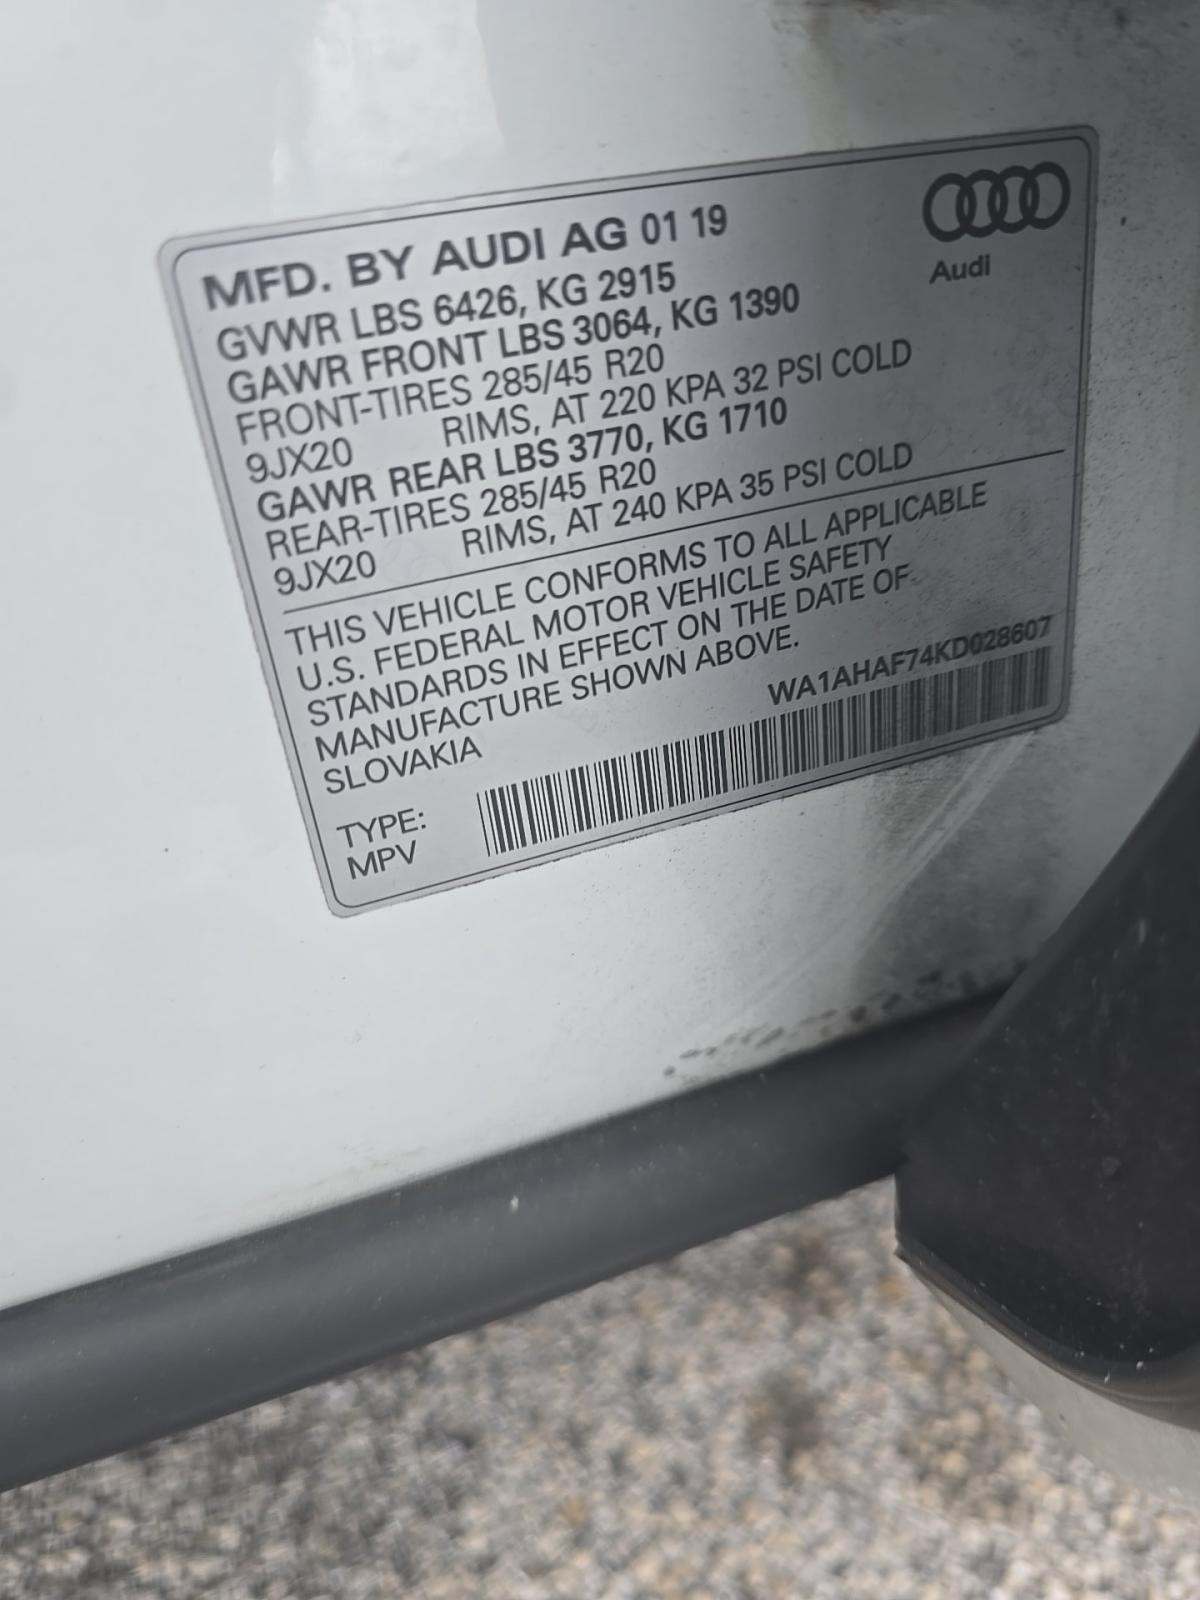 MFD. BY AUDI AG 01 19
Audi
GVWR LBS 6426, KG 2915
GAWR FRONT LBS 3064, KG 1390
FRONT-TIRES 285/45 R20
9JX20 RIMS, AT 220 KPA 32 PSI COLD
GAWR REAR LBS 3770, KG 1710
REAR-TIRES 285/45 R20
9JX20 RIMS, AT 240 KPA 35 PSI COLD
THIS VEHICLE CONFORMS TO ALL APPLICABLE
U.S. FEDERAL MOTOR VEHICLE SAFETY
STANDARDS IN EFFECT ON THE DATE OF
MANUFACTURE SHOWN ABOVE.
SLOVAKIA
WA1AHAF74KD028607
TYPE:
MPV